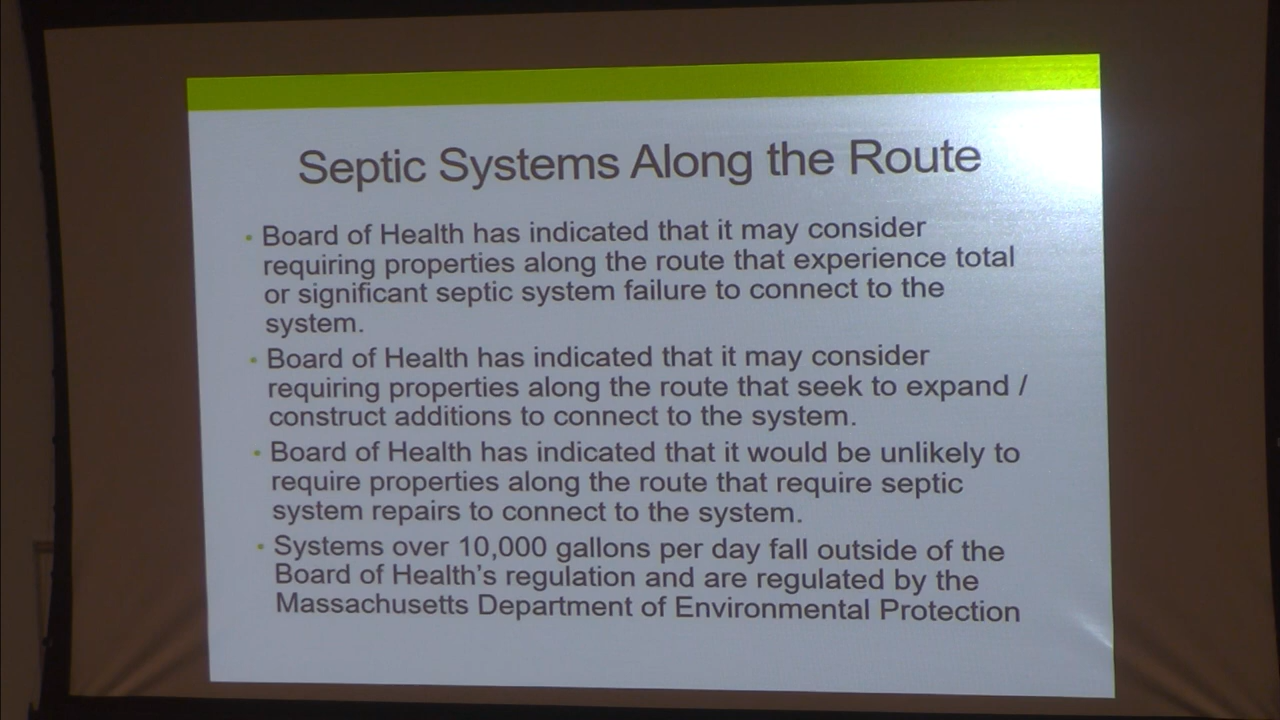 Septic Systems Along the Route
• Board of Health has indicated that it may consider
requiring properties along the route that experience total
or significant septic system failure to connect to the
system.
• Board of Health has indicated that it may consider
requiring properties along the route that seek to expand /
construct additions to connect to the system.
• Board of Health has indicated that it would be unlikely to
require properties along the route that require septic
system repairs to connect to the system.
• Systems over 10,000 gallons per day fall outside of the
Board of Health's regulation and are regulated by the
Massachusetts Department of Environmental Protection